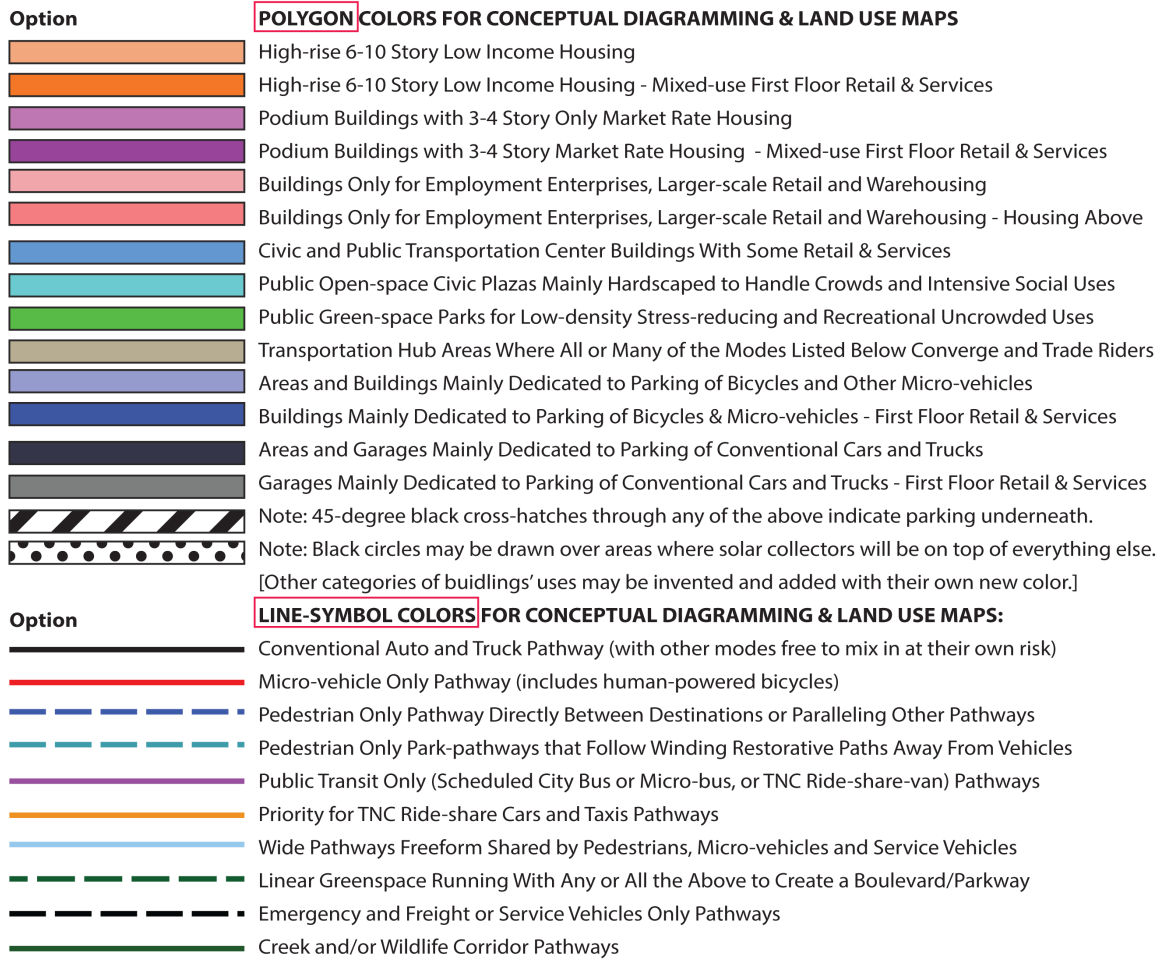 Option POLYGON COLORS FOR CONCEPTUAL DIAGRAMMING & LAND USE MAPS
High-rise 6-10 Story Low Income Housing
High-rise 6-10 Story Low Income Housing - Mixed-use First Floor Retail & Services
Podium Buildings with 3-4 Story Only Market Rate Housing
Podium Buildings with 3-4 Story Market Rate Housing - Mixed-use First Floor Retail & Services
Buildings Only for Employment Enterprises, Larger-scale Retail and Warehousing
Buildings Only for Employment Enterprises, Larger-scale Retail and Warehousing - Housing Above
Civic and Public Transportation Center Buildings With Some Retail & Services
Public Open-space Civic Plazas Mainly Hardscaped to Handle Crowds and Intensive Social Uses
Public Green-space Parks for Low-density Stress-reducing and Recreational Uncrowded Uses
Transportation Hub Areas Where All or Many of the Modes Listed Below Converge and Trade Riders
Areas and Buildings Mainly Dedicated to Parking of Bicycles and Other Micro-vehicles
Buildings Mainly Dedicated to Parking of Bicycles & Micro-vehicles - First Floor Retail & Services
Areas and Garages Mainly Dedicated to Parking of Conventional Cars and Trucks
Garages Mainly Dedicated to Parking of Conventional Cars and Trucks - First Floor Retail & Services
Note: 45-degree black cross-hatches through any of the above indicate parking underneath.
Note: Black circles may be drawn over areas where solar collectors will be on top of everything else.
[Other categories of buidlings' uses may be invented and added with their own new color.]
Option LINE-SYMBOL COLORS FOR CONCEPTUAL DIAGRAMMING & LAND USE MAPS:
Conventional Auto and Truck Pathway (with other modes free to mix in at their own risk)
Micro-vehicle Only Pathway (includes human-powered bicycles)
Pedestrian Only Pathway Directly Between Destinations or Paralleling Other Pathways
Pedestrian Only Park-pathways that Follow Winding Restorative Paths Away From Vehicles
Public Transit Only (Scheduled City Bus or Micro-bus, or TNC Ride-share-van) Pathways
Priority for TNC Ride-share Cars and Taxis Pathways
Wide Pathways Freeform Shared by Pedestrians, Micro-vehicles and Service Vehicles
Linear Greenspace Running With Any or All the Above to Create a Boulevard/Parkway
Emergency and Freight or Service Vehicles Only Pathways
Creek and/or Wildlife Corridor Pathways